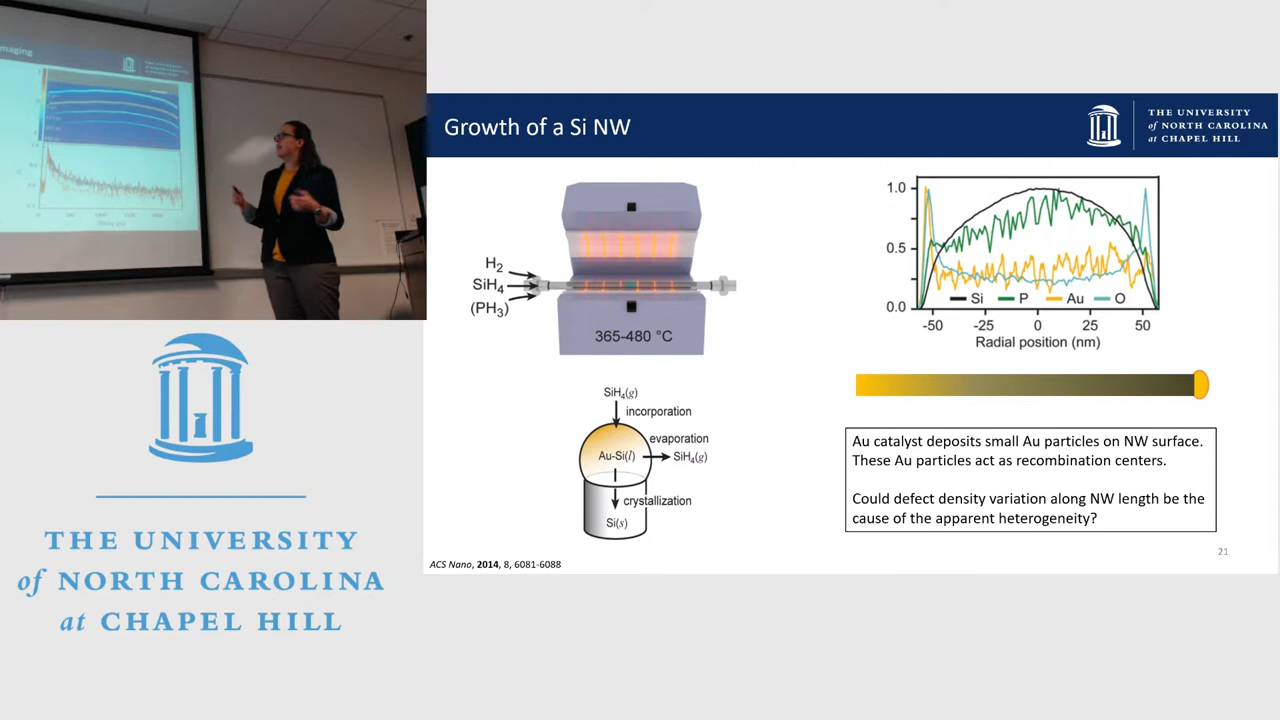 maging
Growth of a Si NW
THE UNIVERSITY
of NORTH CAROLINA
at CHAPEL HILL
H2
SiH4
(PH3)
365-480 °C
SiH4(g)
incorporation
evaporation
Au-Si(l)
SiH4(g)
crystallization
Si(s)
ACS Nano, 2014, 8, 6081-6088
1.0
0.5
0.0
Si P Au O
-50 -25 0 25 50
Radial position (nm)
Au catalyst deposits small Au particles on NW surface.
These Au particles act as recombination centers.
Could defect density variation along NW length be the
cause of the apparent heterogeneity?
21
THE UNIVERSITY
of NORTH CAROLINA
at CHAPEL HILL